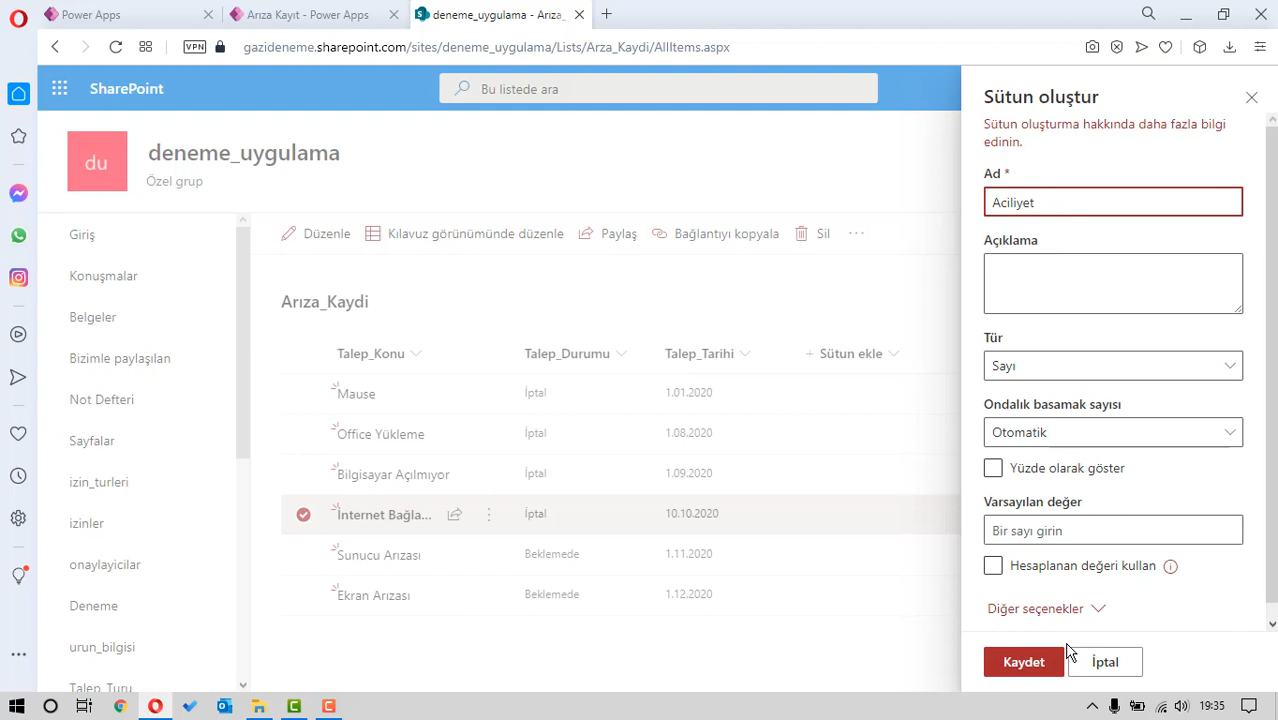 Power Apps
Arıza Kayıt - Power Apps
deneme_uygulama - Arıza_
VPN
gazideneme.sharepoint.com/sites/deneme_uygulama/Lists/Arza_Kaydi/AllItems.aspx
SharePoint
Bu listede ara
du
deneme_uygulama
Özel grup
Giriş
Konuşmalar
Belgeler
Bizimle paylaşılan
Not Defteri
Sayfalar
izin_turleri
izinler
onaylayicilar
Deneme
urun_bilgisi
Talep_Turu
Düzenle
Kılavuz görünümünde düzenle
Paylaş
Bağlantıyı kopyala
Sil
Arıza_Kaydi
Talep_Konu
Talep_Durumu
Talep_Tarihi
+ Sütun ekle
Mause
İptal
1.01.2020
Office Yükleme
İptal
1.08.2020
Bilgisayar Açılmıyor
İptal
1.09.2020
İnternet Bağla...
İptal
10.10.2020
Sunucu Arızası
Beklemede
1.11.2020
Ekran Arızası
Beklemede
1.12.2020
Sütun oluştur
Sütun oluşturma hakkında daha fazla bilgi
edinin.
Ad *
Aciliyet
Açıklama
Tür
Sayı
Ondalık basamak sayısı
Otomatik
Yüzde olarak göster
Varsayılan değer
Bir sayı girin
Hesaplanan değeri kullan
Diğer seçenekler
Kaydet
İptal
19:35